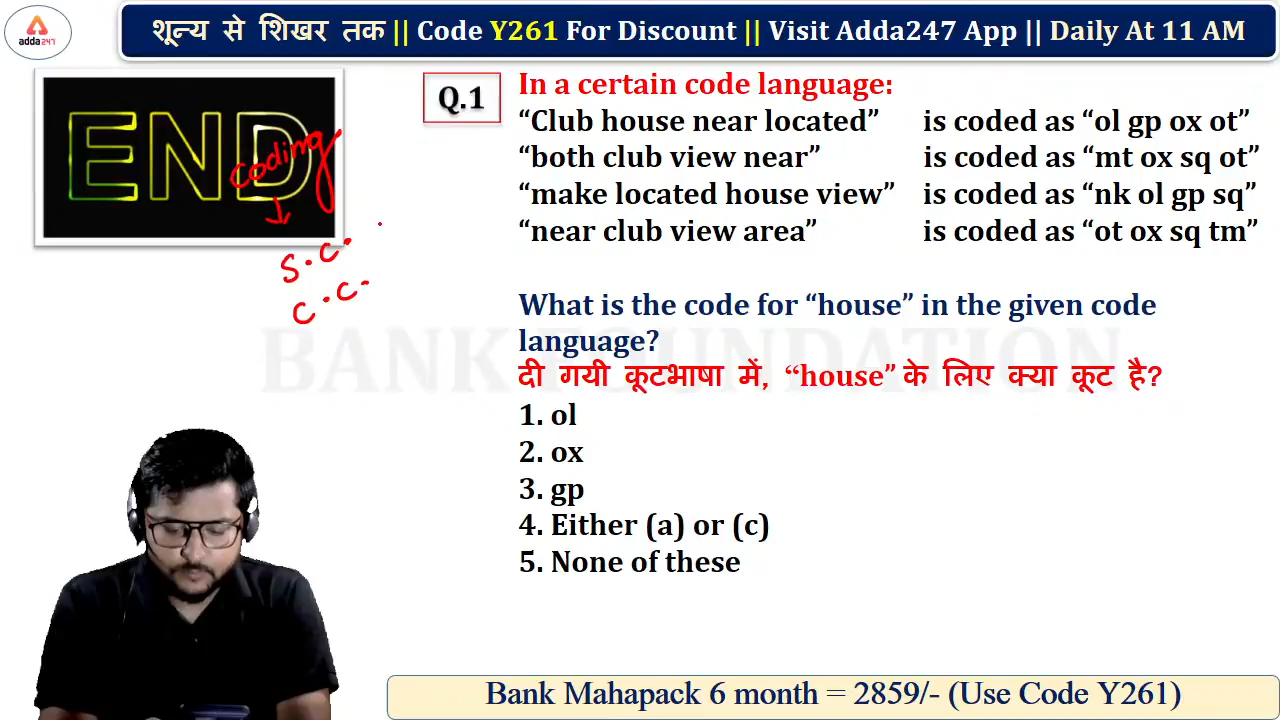 adda247
शून्य से शिखर तक || Code Y261 For Discount || Visit Adda247 App || Daily At 11 AM
END
coding
S.C.
C.C.
Q.1
In a certain code language:
“Club house near located” is coded as “ol gp ox ot”
“both club view near” is coded as “mt ox sq ot”
“make located house view” is coded as “nk ol gp sq”
“near club view area” is coded as “ot ox sq tm”
What is the code for “house” in the given code
language?
दी गयी कूटभाषा में, “house” के लिए क्या कूट है?
1. ol
2. ox
3. gp
4. Either (a) or (c)
5. None of these
BANK FOUNDATION
Bank Mahapack 6 month = 2859/- (Use Code Y261)